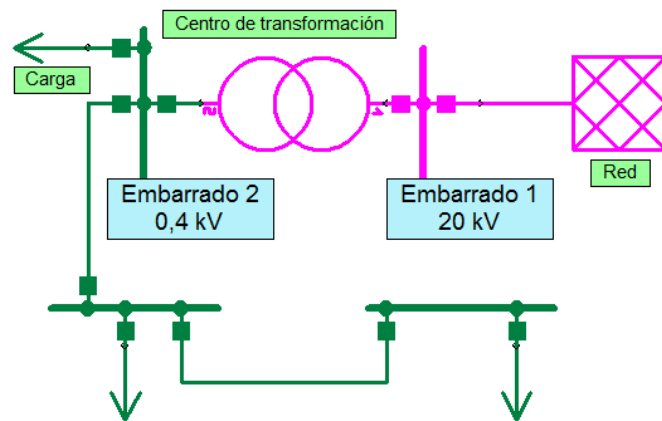 Centro de transformación
Carga
Red
Embarrado 2
0,4 kV
Embarrado 1
20 kV